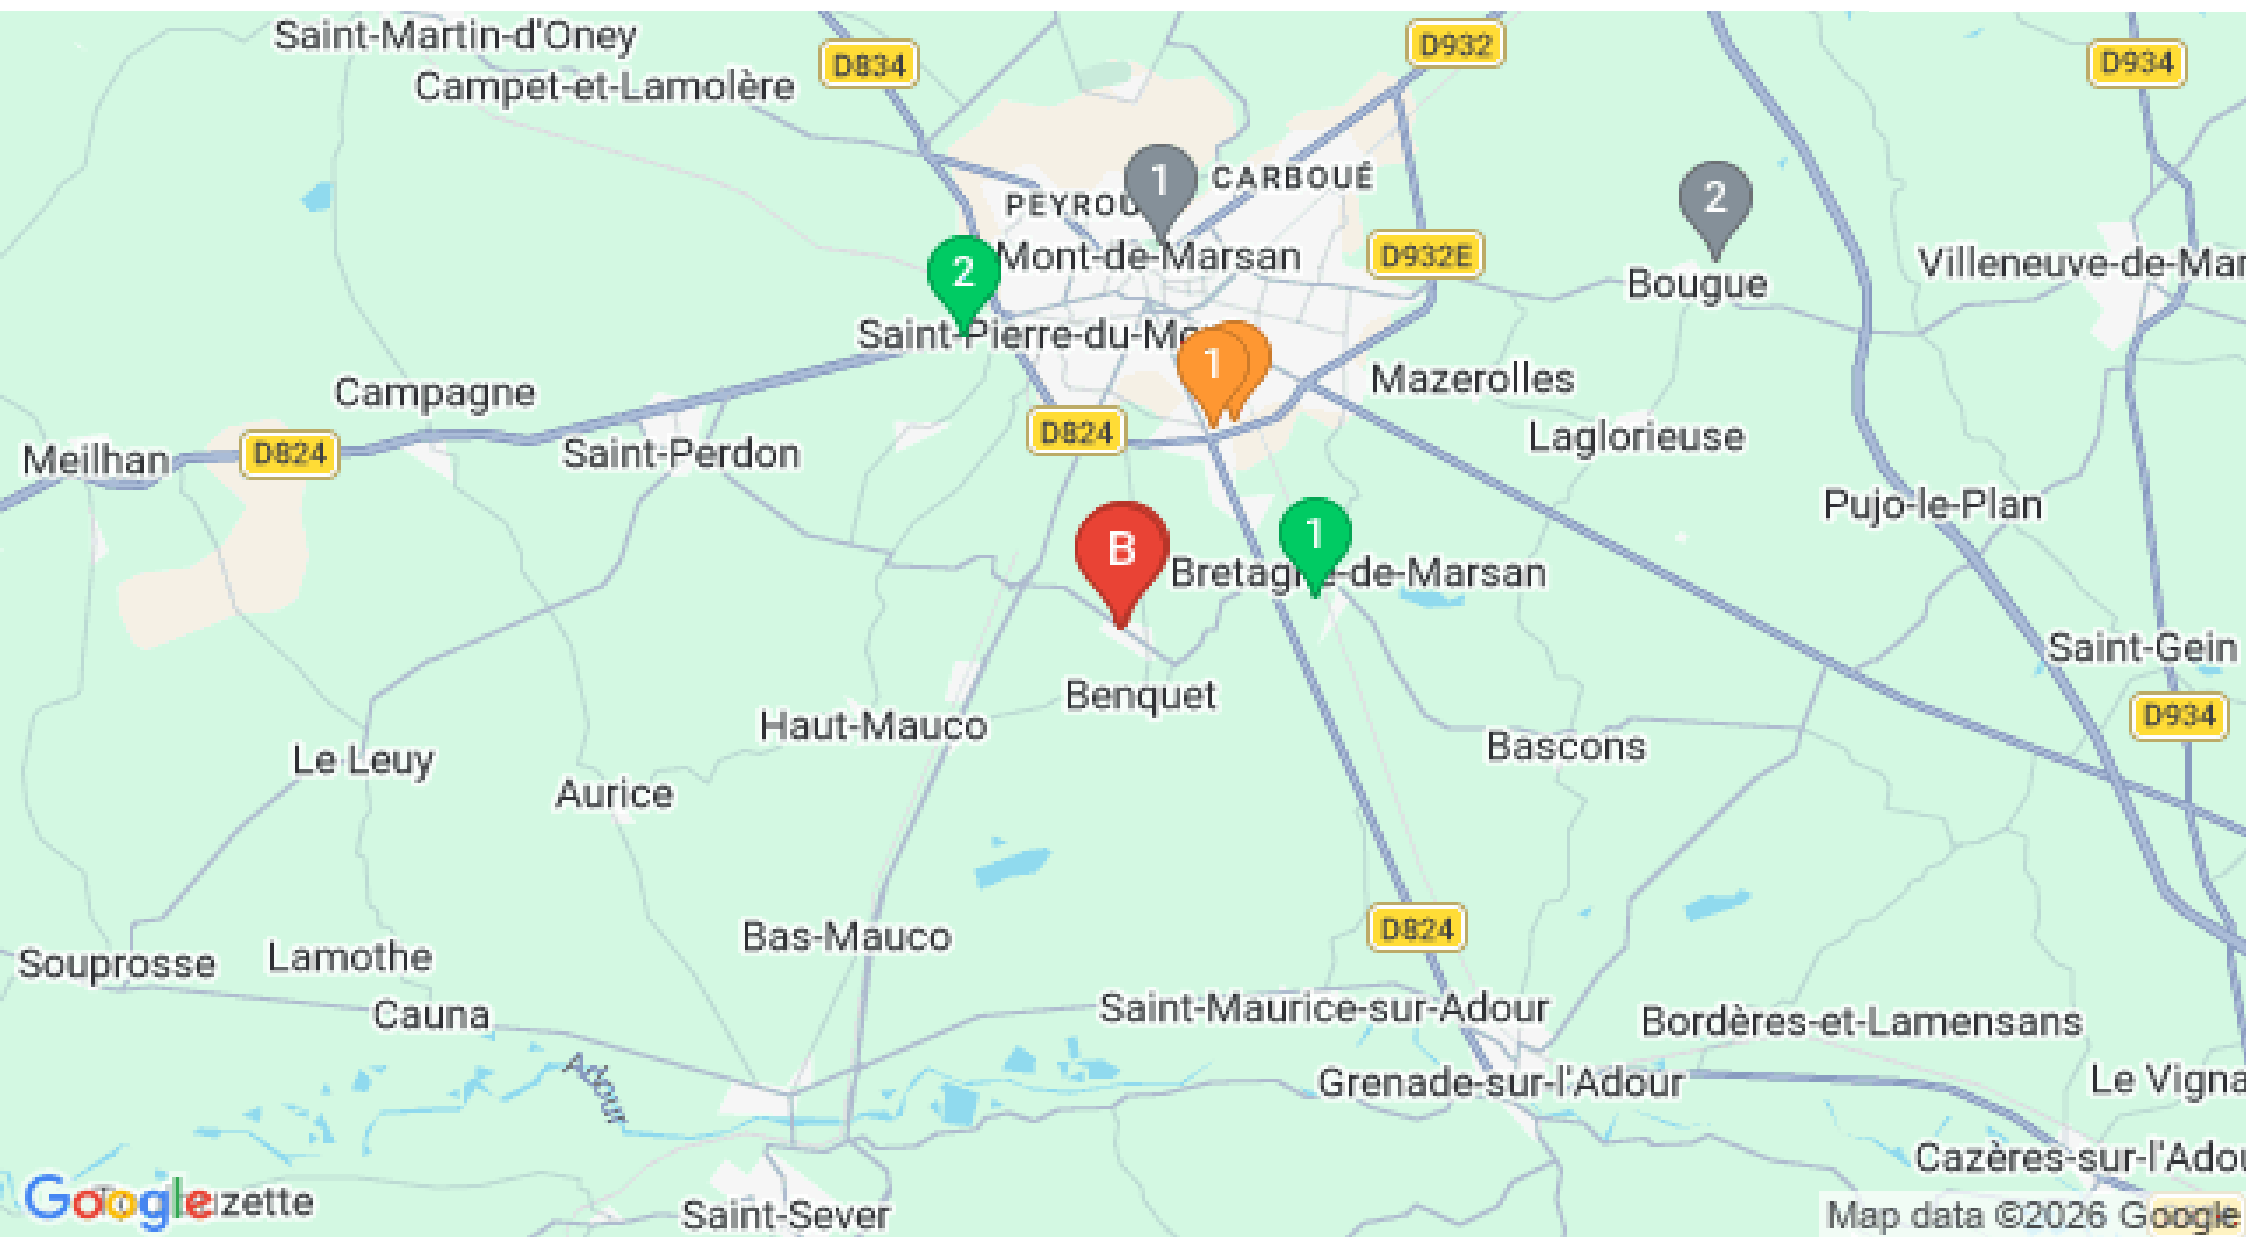 Saint-Martin-d'Oney
D932
D834
D934
Campet-et-Lamolère
1
CARBOUÉ
2
PEYROU
Mont-de-Marsan
D932E
2
Villeneuve-de-Mar
Bougue
Saint-Pierre-du-Mo
1
Mazerolles
Campagne
D824
Laglorieuse
Meilhan
D824
Saint-Perdon
Pujo-le-Plan
1
B
Bretagne-de-Marsan
Saint-Gein
Benquet
D934
Haut-Mauco
Bascons
Le Leuy
Aurice
D824
Bas-Mauco
Souprosse
Lamothe
Cauna
Saint-Maurice-sur-Adour
Bordères-et-Lamensans
Adour
Grenade-sur-l'Adour
Le Vigna
Cazères-sur-l'Adou
Google
zette
Saint-Sever
Map data ©2026 Google